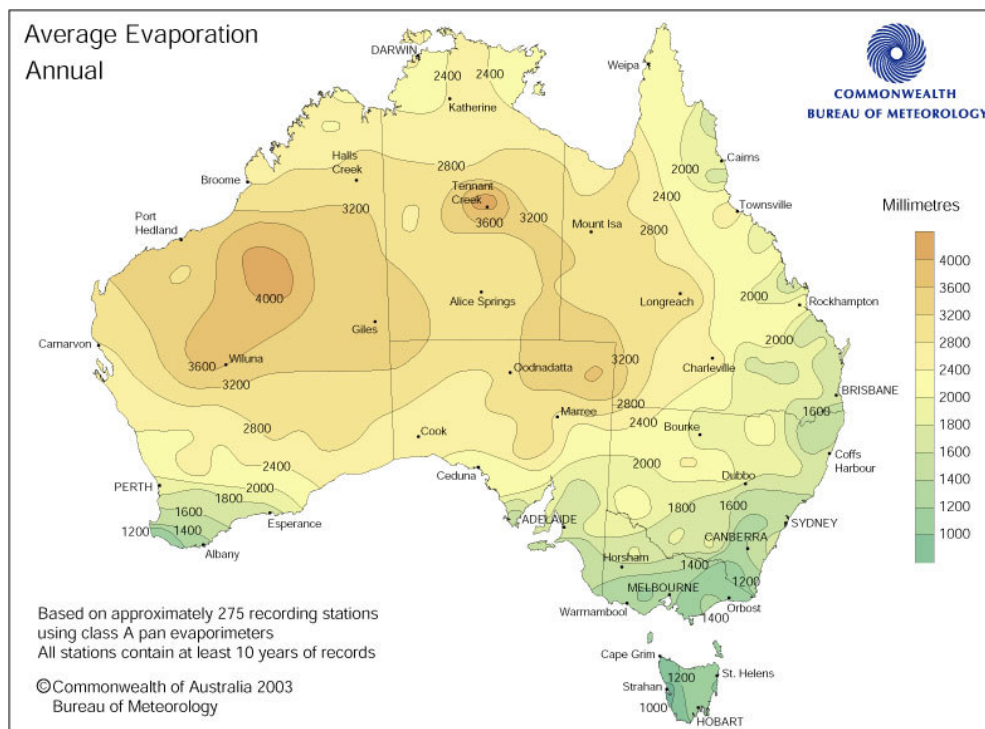 Average Evaporation
Annual
COMMONWEALTH
BUREAU OF METEOROLOGY
DARWIN
2400
2400
Katherine
Weipa
Cairns
2000
2400
Townsville
Halls
Creek
Broome
2800
Tennant
Creek
3600
3200
Mount Isa
2800
3200
Port
Hedland
4000
Alice Springs
Longreach
2000
Rockhampton
Giles
2000
Carnarvon
3600
Wiluna
3200
Oodnadatta
3200
Charleville
2800
BRISBANE
1600
2800
Cook
Marree
2400
Bourke
Coffs
Harbour
2400
2000
PERTH
1800
1600
1200
1400
Albany
Esperance
Ceduna
2000
Dubbo
1800
1600
ADELAIDE
SYDNEY
CANBERRA
Horsham
1400
1200
MELBOURNE
Warrnambool
Orbost
1400
Cape Grim
1200
St. Helens
Strahan
1000
HOBART
Millimetres
4000
3600
3200
2800
2400
2000
1800
1600
1400
1200
1000
Based on approximately 275 recording stations
using class A pan evaporimeters
All stations contain at least 10 years of records
© Commonwealth of Australia 2003
Bureau of Meteorology